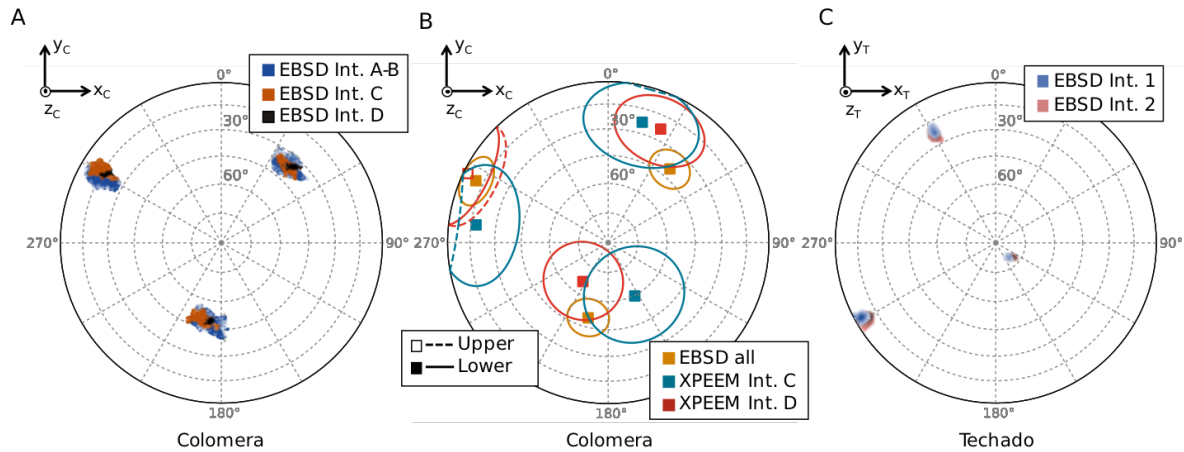 A
y_C
x_C
z_C
EBSD Int. A-B
EBSD Int. C
EBSD Int. D
0°
30°
60°
270°
90°
180°
Colomera
B
y_C
x_C
z_C
0°
30°
60°
270°
90°
180°
Upper
Lower
EBSD all
XPEEM Int. C
XPEEM Int. D
Colomera
C
y_T
x_T
z_T
EBSD Int. 1
EBSD Int. 2
0°
30°
60°
270°
90°
180°
Techado